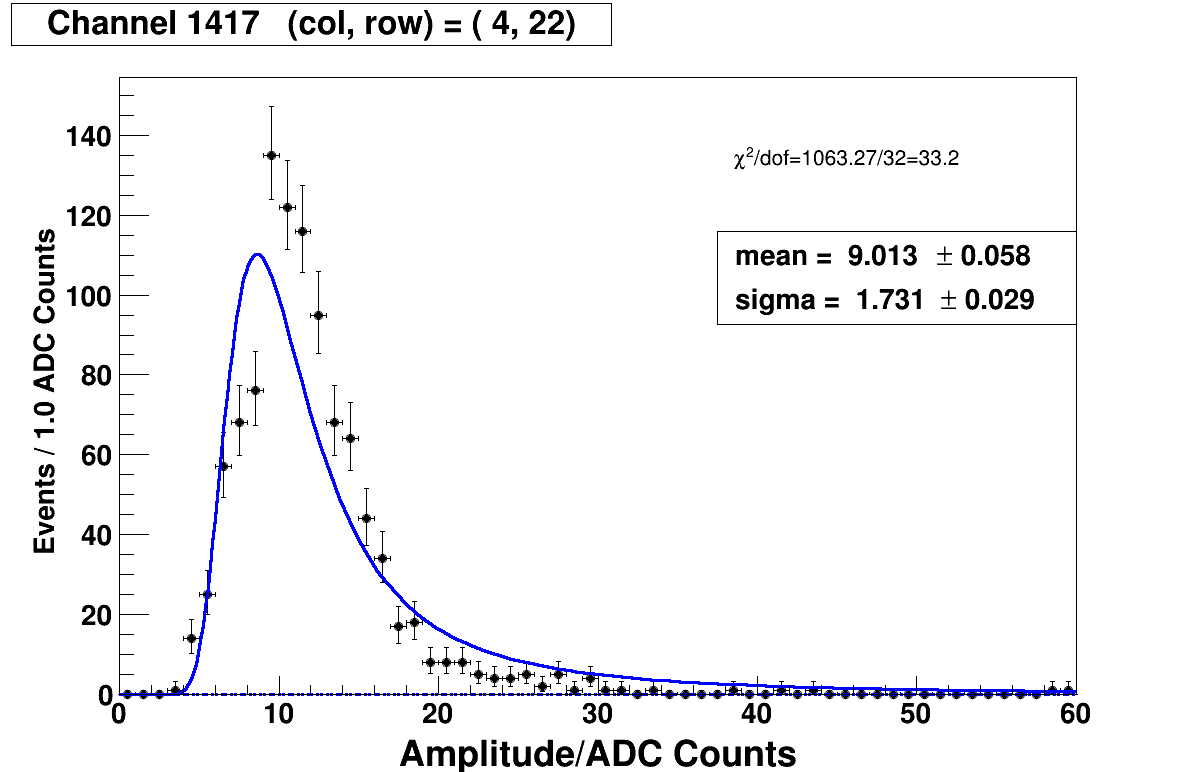 Channel 1417 (col, row) = ( 4, 22)
χ²/dof=1063.27/32=33.2
mean = 9.013 ± 0.058
sigma = 1.731 ± 0.029
Events / 1.0 ADC Counts
140
120
100
80
60
40
20
0
0 10 20 30 40 50 60
Amplitude/ADC Counts